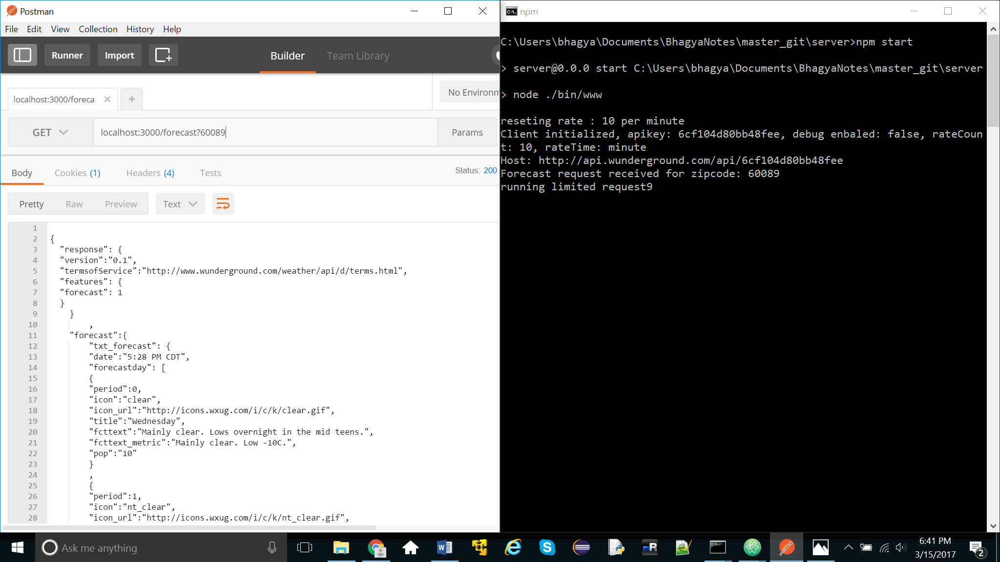 Postman
File Edit View Collection History Help
Runner Import Builder Team Library
No Environm
localhost:3000/foreca
GET localhost:3000/forecast?60089 Params
Body Cookies (1) Headers (4) Tests Status: 200
Pretty Raw Preview Text
1
2 {
3 "response": {
4 "version":"0.1",
5 "termsofService":"http://www.wunderground.com/weather/api/d/terms.html",
6 "features": {
7 "forecast": 1
8 }
9 }
10 ,
11 "forecast":{
12 "txt_forecast": {
13 "date":"5:28 PM CDT",
14 "forecastday": [
15 {
16 "period":0,
17 "icon":"clear",
18 "icon_url":"http://icons.wxug.com/i/c/k/clear.gif",
19 "title":"Wednesday",
20 "fcttext":"Mainly clear. Lows overnight in the mid teens.",
21 "fcttext_metric":"Mainly clear. Low -10C.",
22 "pop":"10"
23 }
24 ,
25 {
26 "period":1,
27 "icon":"nt_clear",
28 "icon_url":"http://icons.wxug.com/i/c/k/nt_clear.gif",
npm
C:\Users\bhagya\Documents\BhagyaNotes\master_git\server>npm start
> server@0.0.0 start C:\Users\bhagya\Documents\BhagyaNotes\master_git\server
> node ./bin/www
reseting rate : 10 per minute
Client initialized, apikey: 6cf104d80bb48fee, debug enbaled: false, rateCoun
t: 10, rateTime: minute
Host: http://api.wunderground.com/api/6cf104d80bb48fee
Forecast request received for zipcode: 60089
running limited request9
Ask me anything
6:41 PM
3/15/2017
2